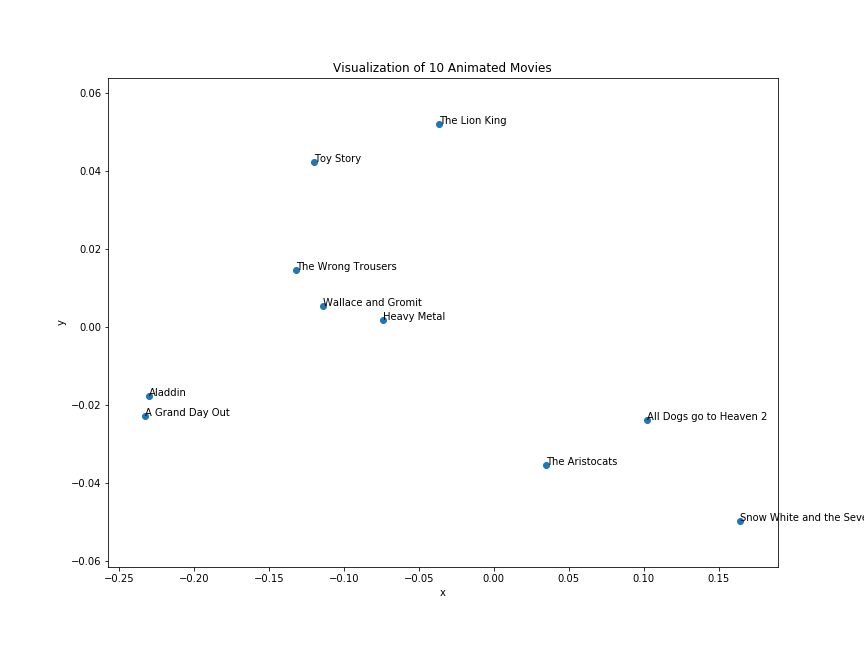 Visualization of 10 Animated Movies
0.06
The Lion King
0.04
Toy Story
0.02
The Wrong Trousers
Wallace and Gromit
Heavy Metal
0.00
y
Aladdin
−0.02
A Grand Day Out
All Dogs go to Heaven 2
The Aristocats
−0.04
Snow White and the Seve
−0.06
−0.25 −0.20 −0.15 −0.10 −0.05 0.00 0.05 0.10 0.15
x